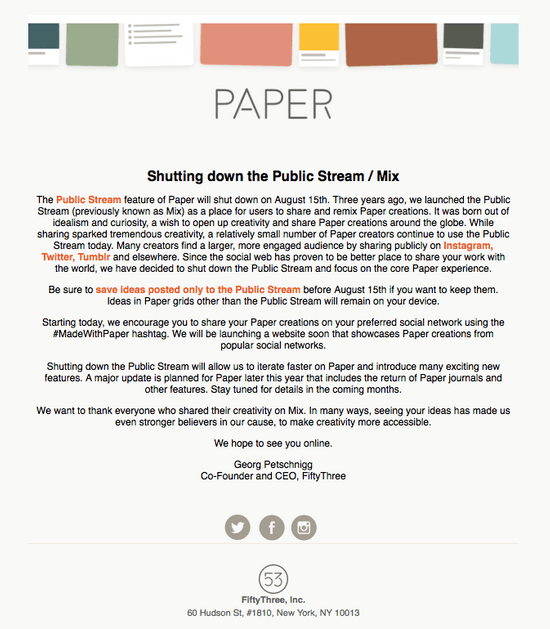 PAPER
Shutting down the Public Stream / Mix
The Public Stream feature of Paper will shut down on August 15th. Three years ago, we launched the Public
Stream (previously known as Mix) as a place for users to share and remix Paper creations. It was born out of
idealism and curiosity, a wish to open up creativity and share Paper creations around the globe. While
sharing sparked tremendous creativity, a relatively small number of Paper creators continue to use the Public
Stream today. Many creators find a larger, more engaged audience by sharing publicly on Instagram,
Twitter, Tumblr and elsewhere. Since the social web has proven to be better place to share your work with
the world, we have decided to shut down the Public Stream and focus on the core Paper experience.
Be sure to save ideas posted only to the Public Stream before August 15th if you want to keep them.
Ideas in Paper grids other than the Public Stream will remain on your device.
Starting today, we encourage you to share your Paper creations on your preferred social network using the
#MadeWithPaper hashtag. We will be launching a website soon that showcases Paper creations from
popular social networks.
Shutting down the Public Stream will allow us to iterate faster on Paper and introduce many exciting new
features. A major update is planned for Paper later this year that includes the return of Paper journals and
other features. Stay tuned for details in the coming months.
We want to thank everyone who shared their creativity on Mix. In many ways, seeing your ideas has made us
even stronger believers in our cause, to make creativity more accessible.
We hope to see you online.
Georg Petschnigg
Co-Founder and CEO, FiftyThree
53
FiftyThree, Inc.
60 Hudson St, #1810, New York, NY 10013